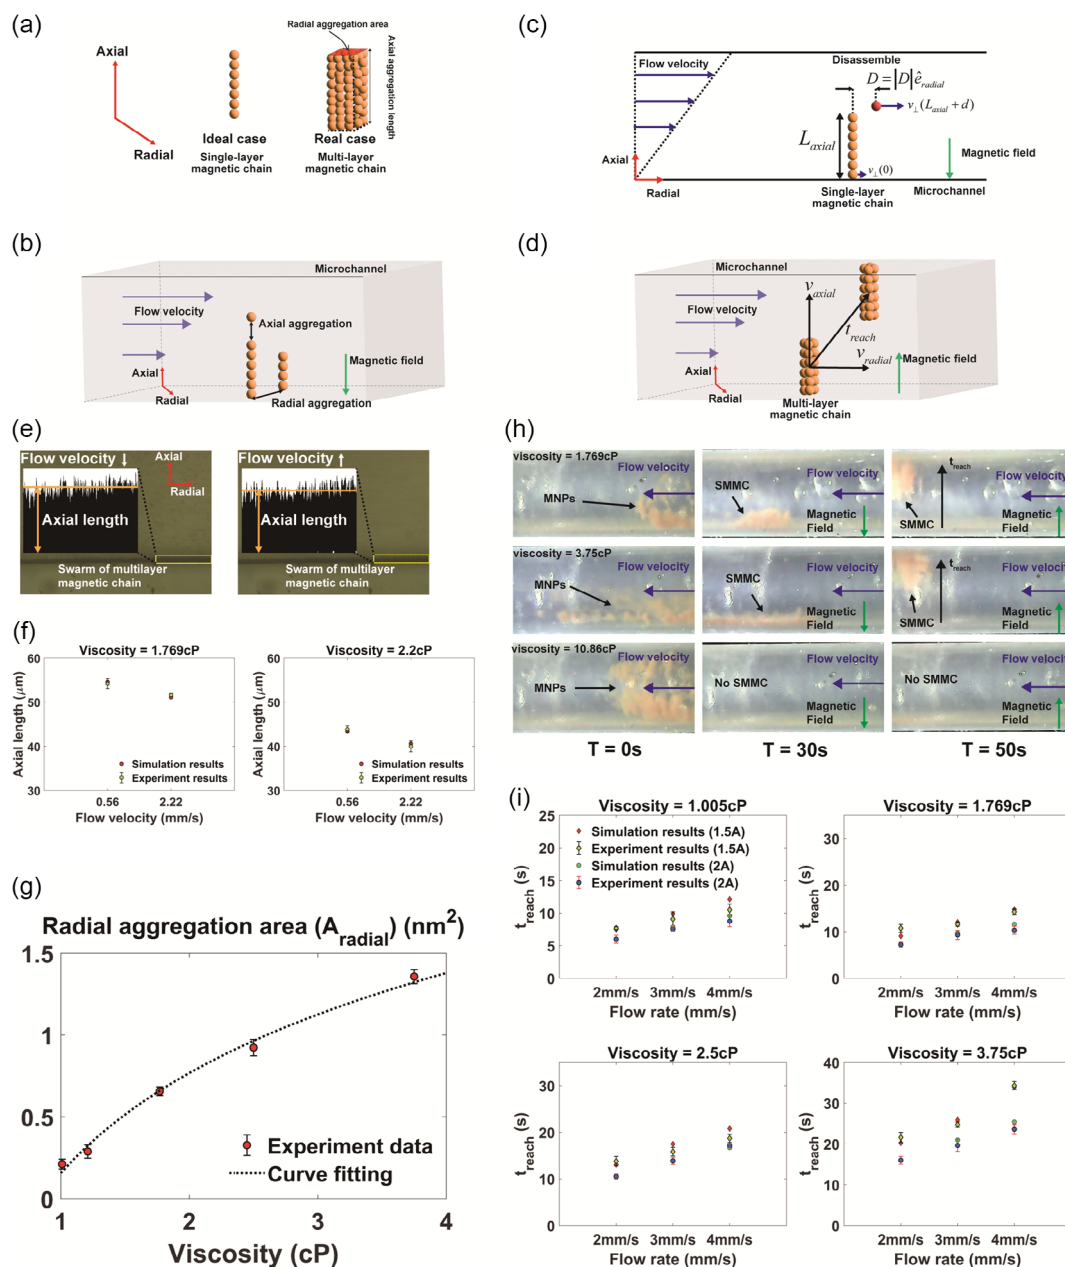 (a)
Axial
Radial
Radial aggregation area
Axial aggregation length
Ideal case
Single-layer
magnetic chain
Real case
Multi-layer
magnetic chain
(c)
Flow velocity
Disassemble
D = |D| ê_radial
v⊥(L_axial + d)
L_axial
v⊥(0)
Magnetic field
Axial
Radial
Single-layer
magnetic chain
Microchannel
(b)
Microchannel
Flow velocity
Axial aggregation
Magnetic field
Axial
Radial
Radial aggregation
(d)
Microchannel
v_axial
Flow velocity
t_reach
v_radial
Magnetic field
Axial
Radial
Multi-layer
magnetic chain
(e)
Flow velocity ↓
Axial
Radial
Axial length
Swarm of multilayer
magnetic chain
Flow velocity ↑
Axial length
Swarm of multilayer
magnetic chain
(f)
Viscosity = 1.769cP
Axial length (μm)
60
50
40
30
Simulation results
Experiment results
0.56 2.22
Flow velocity (mm/s)
Viscosity = 2.2cP
Axial length (μm)
60
50
40
30
Simulation results
Experiment results
0.56 2.22
Flow velocity (mm/s)
(g)
Radial aggregation area (A_radial) (nm²)
1.5
1
0.5
0
Experiment data
Curve fitting
1 2 3 4
Viscosity (cP)
(h)
viscosity = 1.769cP
Flow velocity
MNPs
SMMC
Flow velocity
Magnetic
Field
t_reach
Flow velocity
SMMC
Magnetic
Field
viscosity = 3.75cP
Flow velocity
MNPs
SMMC
Flow velocity
Magnetic
Field
t_reach
Flow velocity
SMMC
Magnetic
Field
viscosity = 10.86cP
Flow velocity
MNPs
No SMMC
Flow velocity
Magnetic
Field
No SMMC
Flow velocity
Magnetic
Field
T = 0s
T = 30s
T = 50s
(i)
Viscosity = 1.005cP
t_reach (s)
25
20
15
10
5
0
Simulation results (1.5A)
Experiment results (1.5A)
Simulation results (2A)
Experiment results (2A)
2mm/s 3mm/s 4mm/s
Flow rate (mm/s)
Viscosity = 1.769cP
t_reach (s)
30
20
10
0
2mm/s 3mm/s 4mm/s
Flow rate (mm/s)
Viscosity = 2.5cP
t_reach (s)
30
20
10
0
2mm/s 3mm/s 4mm/s
Flow rate (mm/s)
Viscosity = 3.75cP
t_reach (s)
40
30
20
10
0
2mm/s 3mm/s 4mm/s
Flow rate (mm/s)